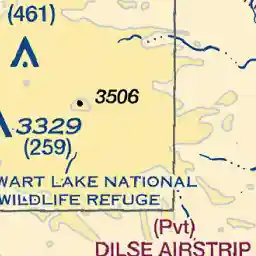 (461)
3506
3329
(259)
WART LAKE NATIONAL
WILDLIFE REFUGE
(Pvt)
DILSE AIRSTRIP